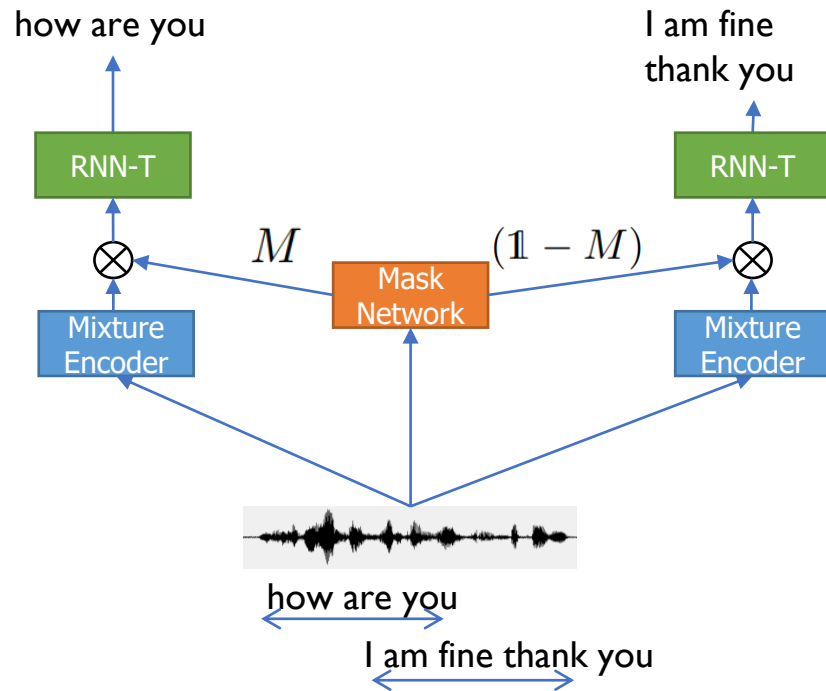 how are you
I am fine
thank you
RNN-T
RNN-T
M
(𝟙 − M)
Mask
Network
Mixture
Encoder
Mixture
Encoder
how are you
I am fine thank you